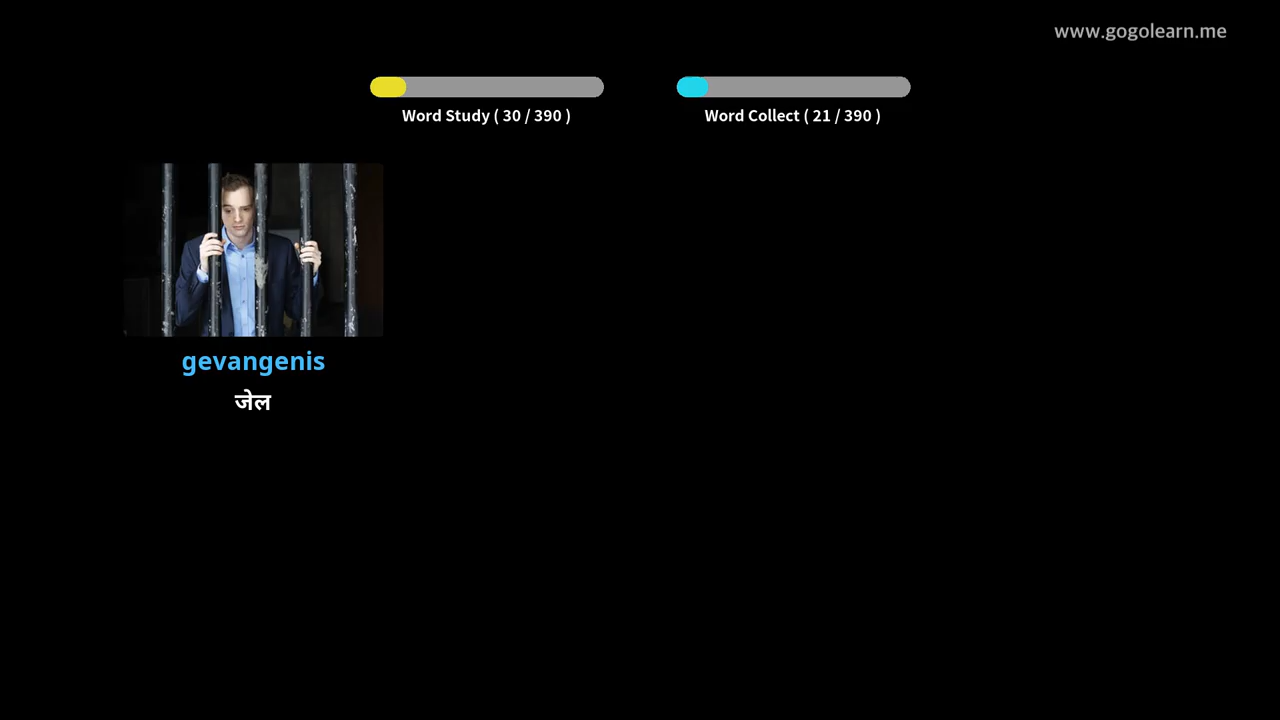 www.gogolearn.me
Word Study ( 30 / 390 )
Word Collect ( 21 / 390 )
gevangenis
जेल